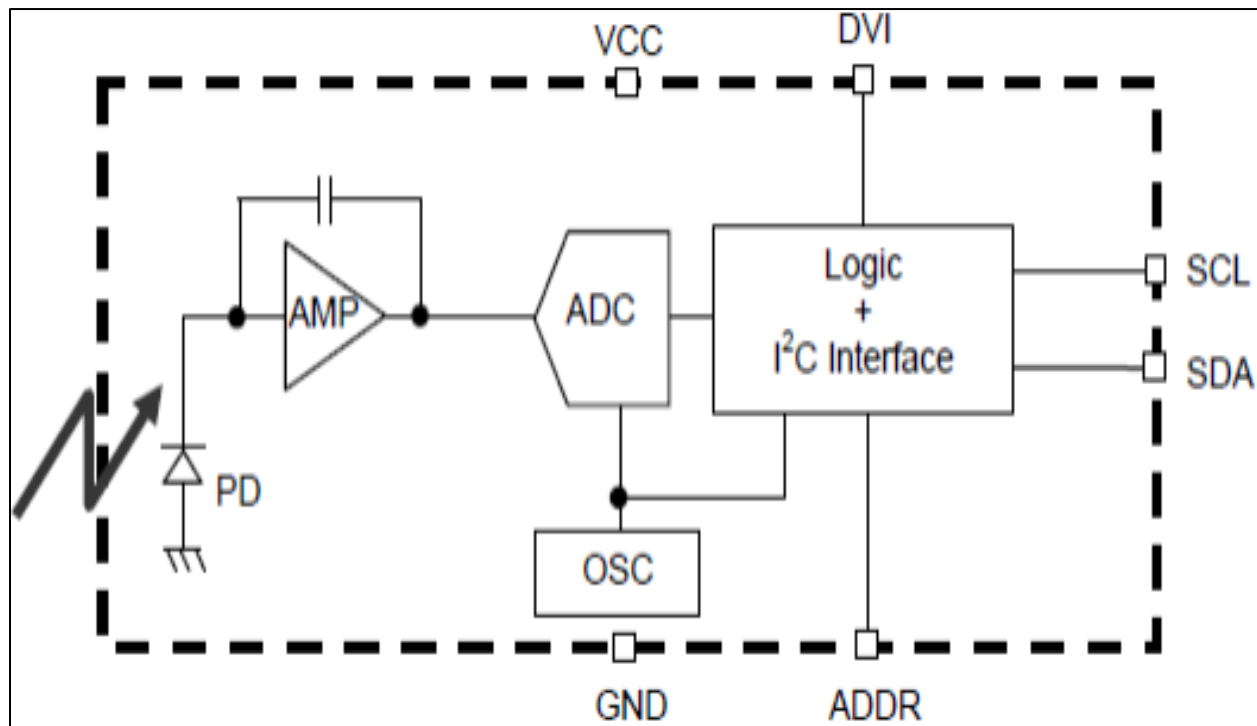 VCC
DVI
AMP
ADC
Logic
+
I²C Interface
SCL
SDA
PD
OSC
GND
ADDR